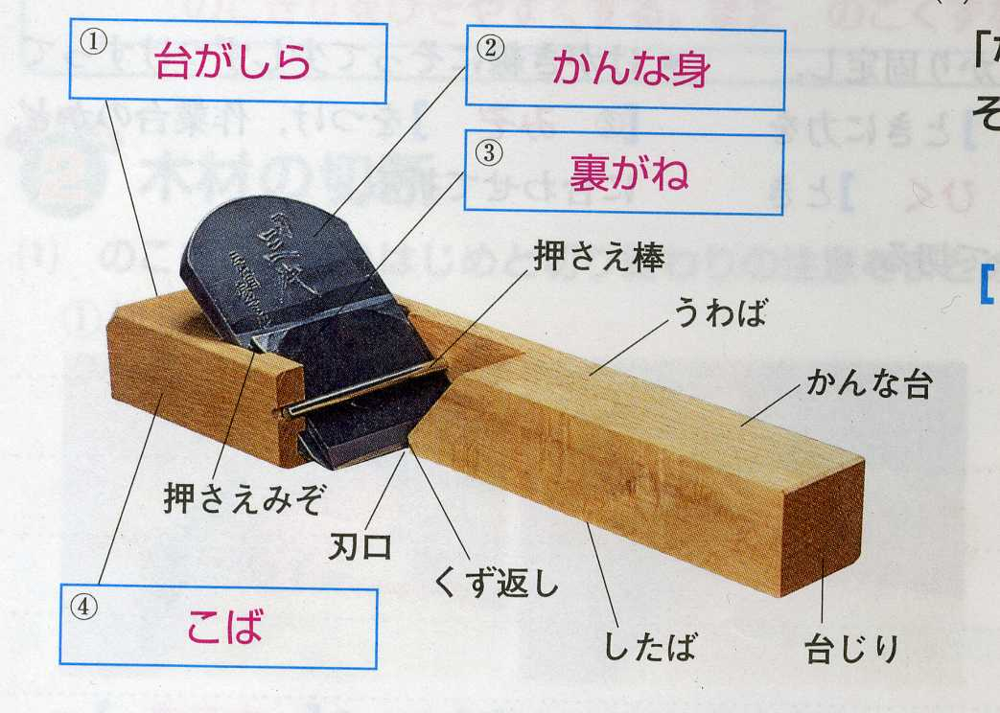 ① 台がしら
② かんな身
③ 裏がね
押さえ棒
うわば
かんな台
押さえみぞ
刃口
くず返し
④ こば
したば
台じり